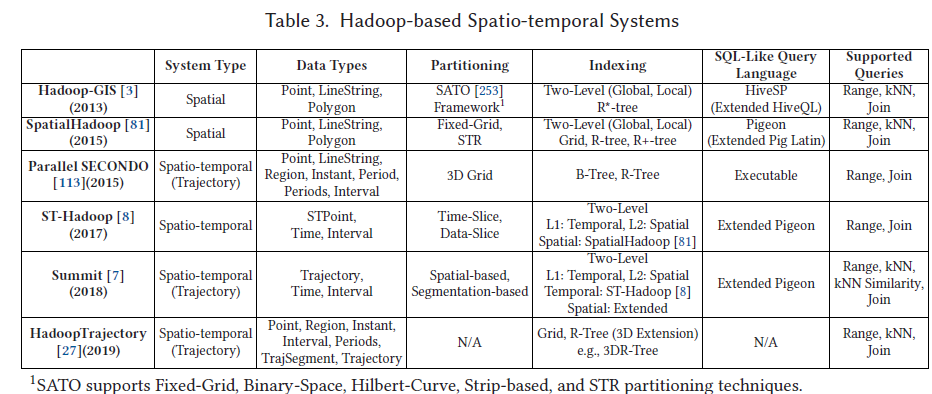 Table 3. Hadoop-based Spatio-temporal Systems
System Type Data Types Partitioning Indexing SQL-Like Query Language Supported Queries
Hadoop-GIS [3] (2013) Spatial Point, LineString, Polygon SATO [253] Framework1 Two-Level (Global, Local) R*-tree HiveSP (Extended HiveQL) Range, kNN, Join
SpatialHadoop [81] (2015) Spatial Point, LineString, Polygon Fixed-Grid, STR Two-Level (Global, Local) Grid, R-tree, R+-tree Pigeon (Extended Pig Latin) Range, kNN, Join
Parallel SECONDO [113](2015) Spatio-temporal (Trajectory) Point, LineString, Region, Instant, Period, Periods, Interval 3D Grid B-Tree, R-Tree Executable Range, Join
ST-Hadoop [8] (2017) Spatio-temporal STPoint, Time, Interval Time-Slice, Data-Slice Two-Level L1: Temporal, L2: Spatial Spatial: SpatialHadoop [81] Extended Pigeon Range, Join
Summit [7] (2018) Spatio-temporal (Trajectory) Trajectory, Time, Interval Spatial-based, Segmentation-based Two-Level L1: Temporal, L2: Spatial Temporal: ST-Hadoop [8] Spatial: Extended Extended Pigeon Range, kNN, kNN Similarity, Join
HadoopTrajectory [27](2019) Spatio-temporal (Trajectory) Point, Region, Instant, Interval, Periods, TrajSegment, Trajectory N/A Grid, R-Tree (3D Extension) e.g., 3DR-Tree N/A Range, kNN, Join
1SATO supports Fixed-Grid, Binary-Space, Hilbert-Curve, Strip-based, and STR partitioning techniques.